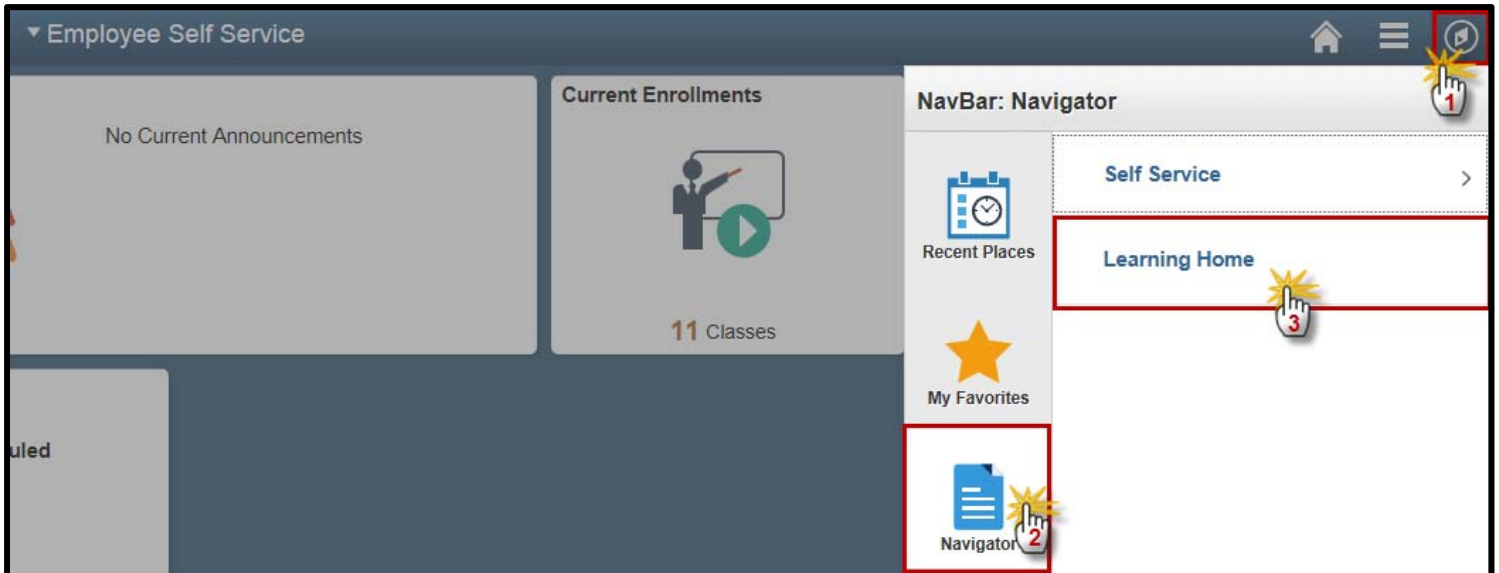 Employee Self Service
No Current Announcements
Current Enrollments
11 Classes
uled
NavBar: Navigator
1
Recent Places
My Favorites
Navigator
2
Self Service
Learning Home
3